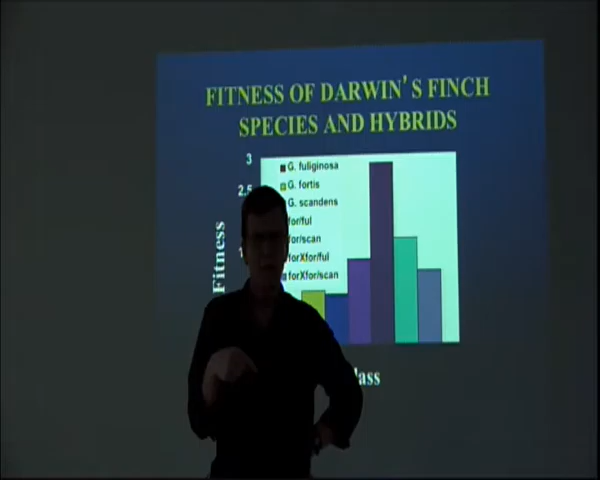 FITNESS OF DARWIN'S FINCH
SPECIES AND HYBRIDS
3
2.5
Fitness
G. fuliginosa
G. fortis
G. scandens
for/ful
for/scan
forXfor/ful
forXfor/scan
lass